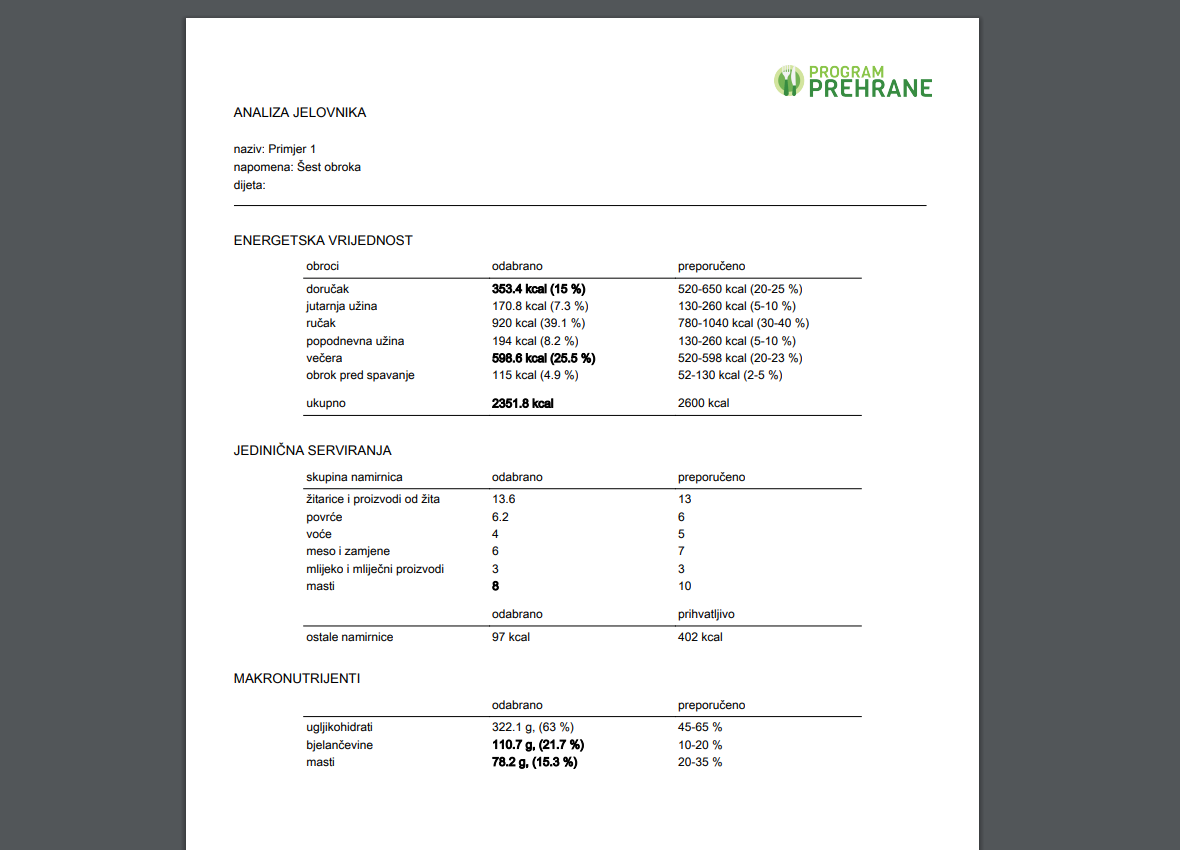 PROGRAM
PREHRANE
ANALIZA JELOVNIKA
naziv: Primjer 1
napomena: Šest obroka
dijeta:
ENERGETSKA VRIJEDNOST
obroci odabrano preporučeno
doručak 353.4 kcal (15 %) 520-650 kcal (20-25 %)
jutarnja užina 170.8 kcal (7.3 %) 130-260 kcal (5-10 %)
ručak 920 kcal (39.1 %) 780-1040 kcal (30-40 %)
popodnevna užina 194 kcal (8.2 %) 130-260 kcal (5-10 %)
večera 598.6 kcal (25.5 %) 520-598 kcal (20-23 %)
obrok pred spavanje 115 kcal (4.9 %) 52-130 kcal (2-5 %)
ukupno 2351.8 kcal 2600 kcal
JEDINIČNA SERVIRANJA
skupina namirnica odabrano preporučeno
žitarice i proizvodi od žita 13.6 13
povrće 6.2 6
voće 4 5
meso i zamjene 6 7
mlijeko i mliječni proizvodi 3 3
masti 8 10
odabrano prihvatljivo
ostale namirnice 97 kcal 402 kcal
MAKRONUTRIJENTI
odabrano preporučeno
ugljikohidrati 322.1 g, (63 %) 45-65 %
bjelančevine 110.7 g, (21.7 %) 10-20 %
masti 78.2 g, (15.3 %) 20-35 %